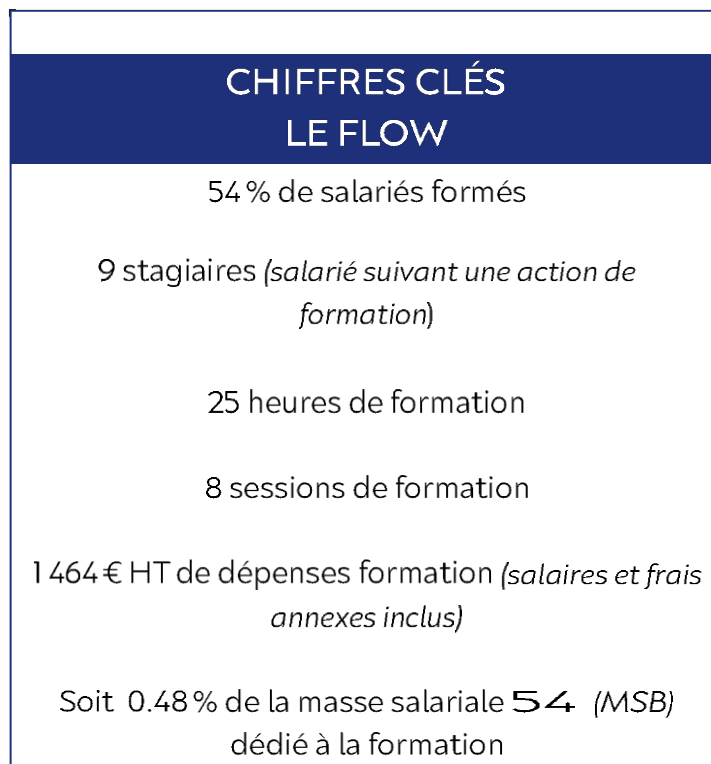 CHIFFRES CLÉS
LE FLOW
54 % de salariés formés
9 stagiaires (salarié suivant une action de
formation)
25 heures de formation
8 sessions de formation
1 464 € HT de dépenses formation (salaires et frais
annexes inclus)
Soit 0.48 % de la masse salariale 54 (MSB)
dédié à la formation